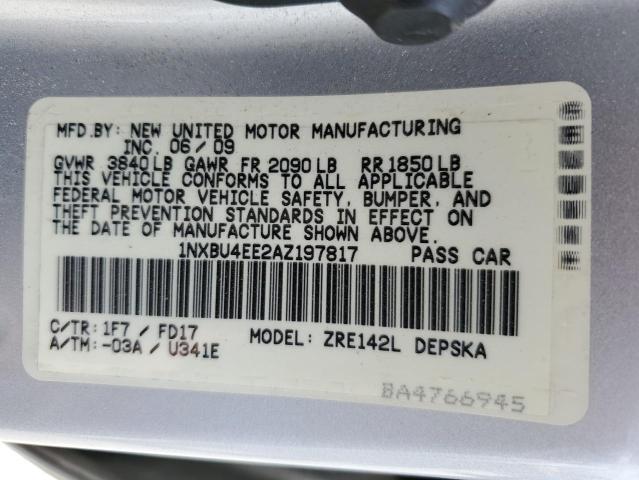 MFD.BY: NEW UNITED MOTOR MANUFACTURING
INC. 06/09
GVWR 3840LB GAWR FR 2090LB RR 1850LB
THIS VEHICLE CONFORMS TO ALL APPLICABLE
FEDERAL MOTOR VEHICLE SAFETY, BUMPER, AND
THEFT PREVENTION STANDARDS IN EFFECT ON
THE DATE OF MANUFACTURE SHOWN ABOVE.
1NXBU4EE2AZ197817 PASS CAR
C/TR: 1F7 / FD17 MODEL: ZRE142L DEPSKA
A/TM: -03A / U341E
BA4766945